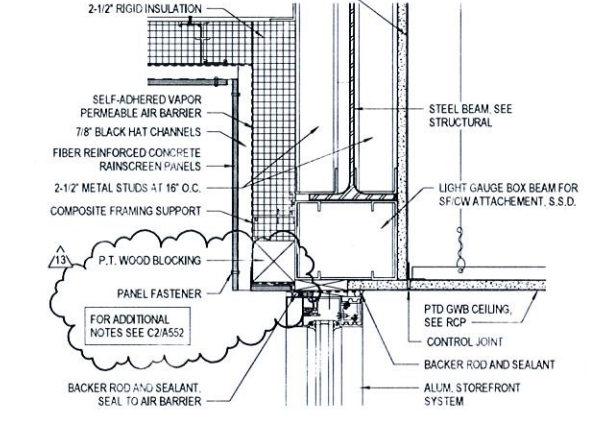 2-1/2" RIGID INSULATION
SELF-ADHERED VAPOR
PERMEABLE AIR BARRIER
7/8" BLACK HAT CHANNELS
FIBER REINFORCED CONCRETE
RAINSCREEN PANELS
2-1/2" METAL STUDS AT 16" O.C.
COMPOSITE FRAMING SUPPORT
13
P.T. WOOD BLOCKING
PANEL FASTENER
FOR ADDITIONAL
NOTES SEE C2/A552
BACKER ROD AND SEALANT,
SEAL TO AIR BARRIER
STEEL BEAM, SEE
STRUCTURAL
LIGHT GAUGE BOX BEAM FOR
SF/CW ATTACHEMENT, S.S.D.
PTD GWB CEILING,
SEE RCP
CONTROL JOINT
BACKER ROD AND SEALANT
ALUM. STOREFRONT
SYSTEM